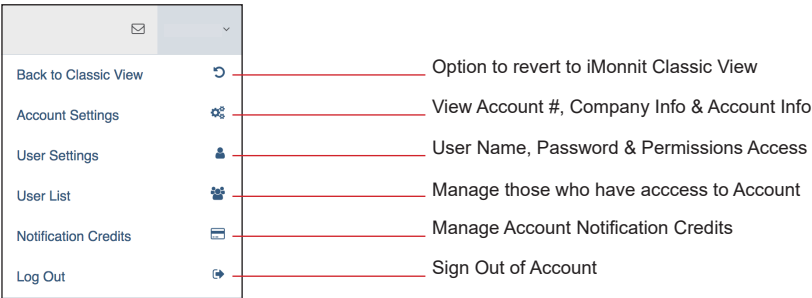 Back to Classic View Option to revert to iMonnit Classic View
Account Settings View Account #, Company Info & Account Info
User Settings User Name, Password & Permissions Access
User List Manage those who have acccess to Account
Notification Credits Manage Account Notification Credits
Log Out Sign Out of Account